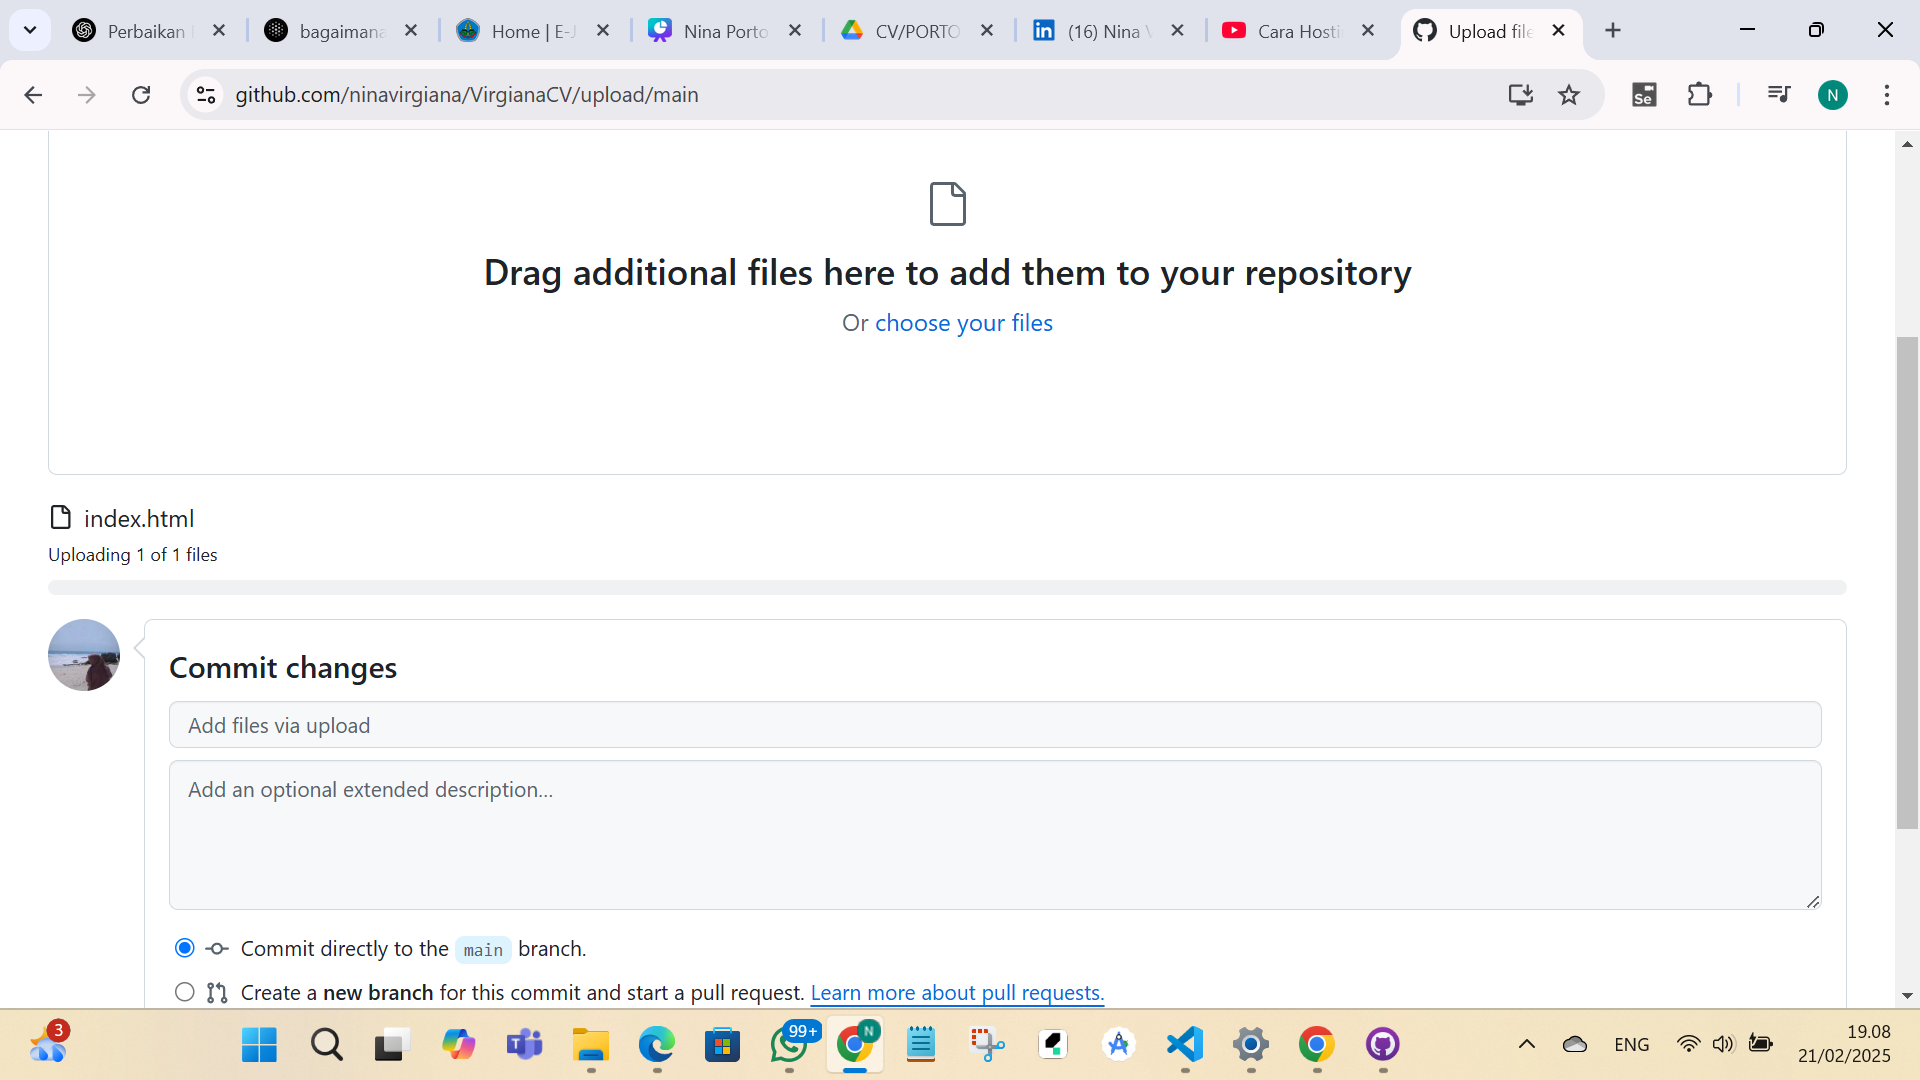 Perbaikan
bagaimana
Home | E-J
Nina Porto
CV/PORTO
(16) Nina V
Cara Hosti
Upload file
github.com/ninavirgiana/VirgianaCV/upload/main
Se
N
Drag additional files here to add them to your repository
Or choose your files
index.html
Uploading 1 of 1 files
Commit changes
Add files via upload
Add an optional extended description...
Commit directly to the main branch.
Create a new branch for this commit and start a pull request. Learn more about pull requests.
3
99+
N
ENG
19.08
21/02/2025